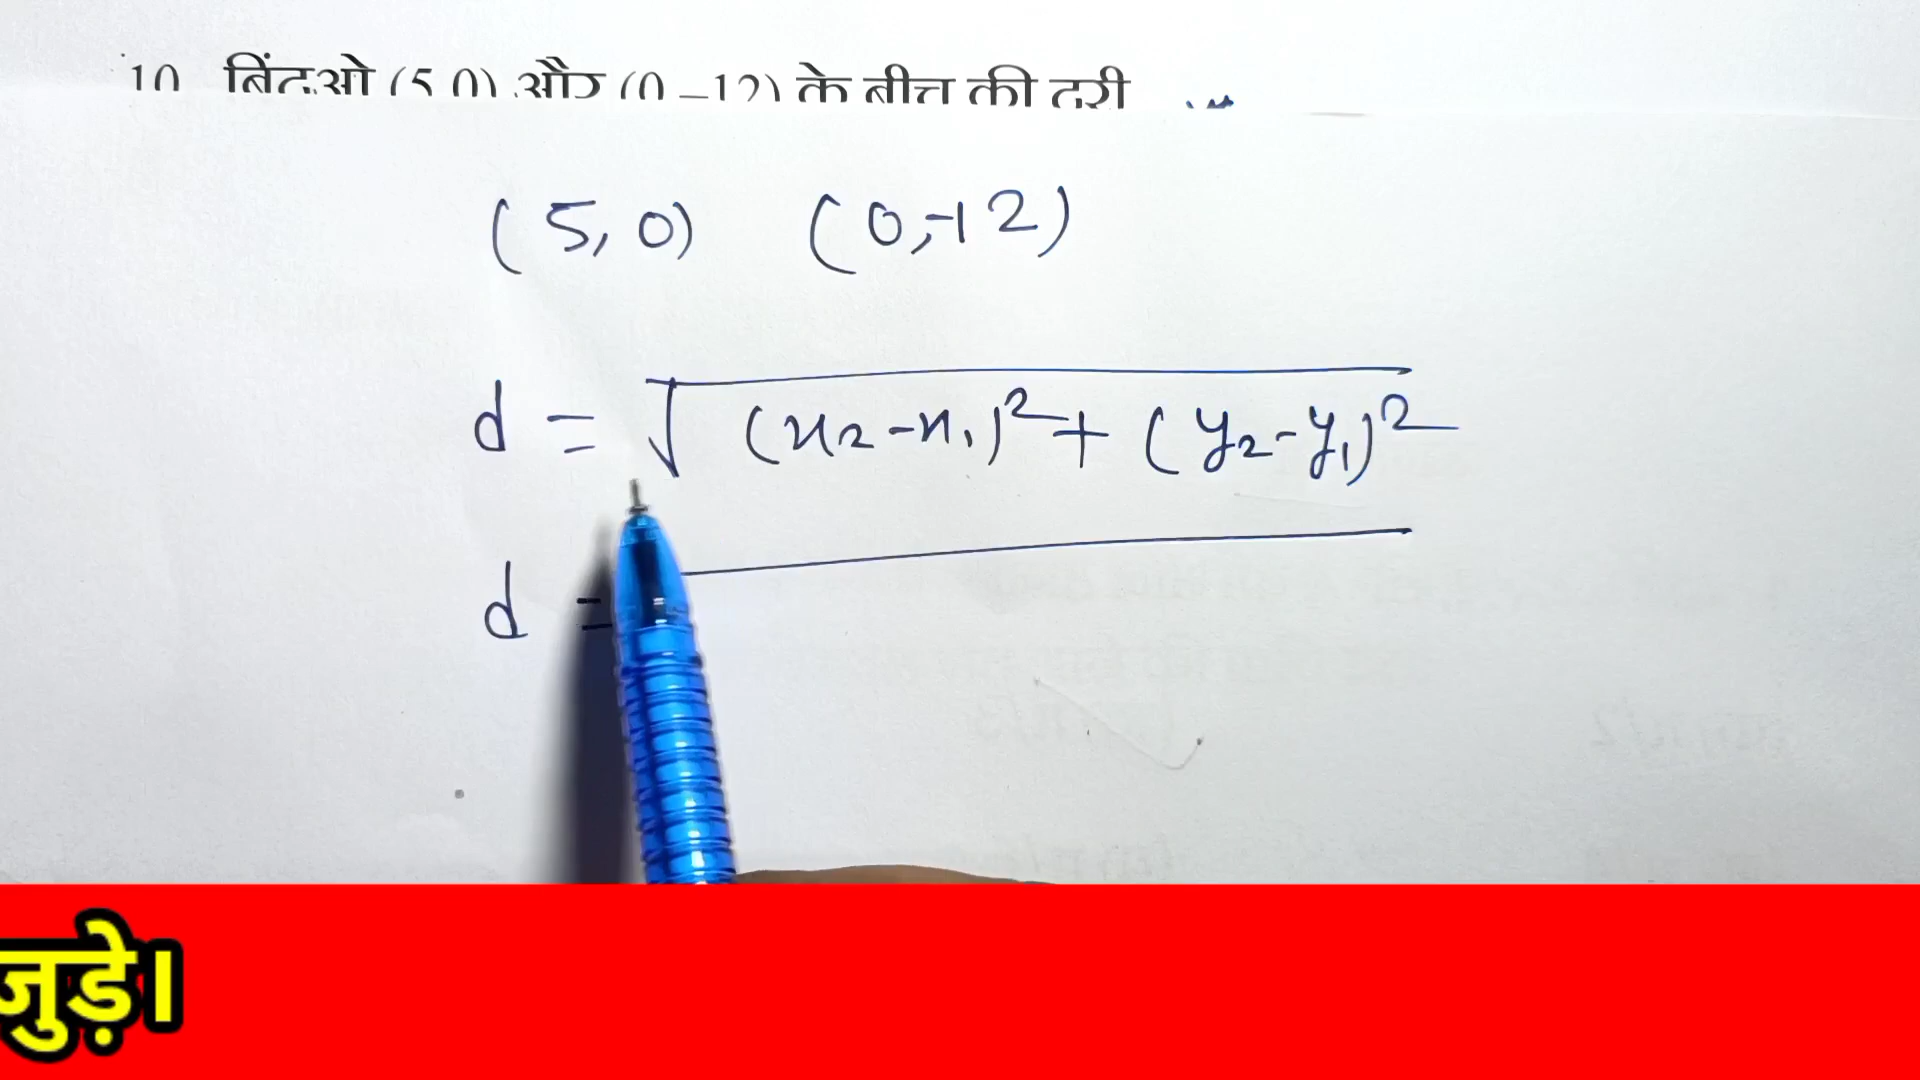 10. बिंदुओ (5,0) और (0,-12) के बीच की दूरी
(5,0) (0,-12)
d = √(x₂-x₁)²+(y₂-y₁)²
d =
जुड़े।